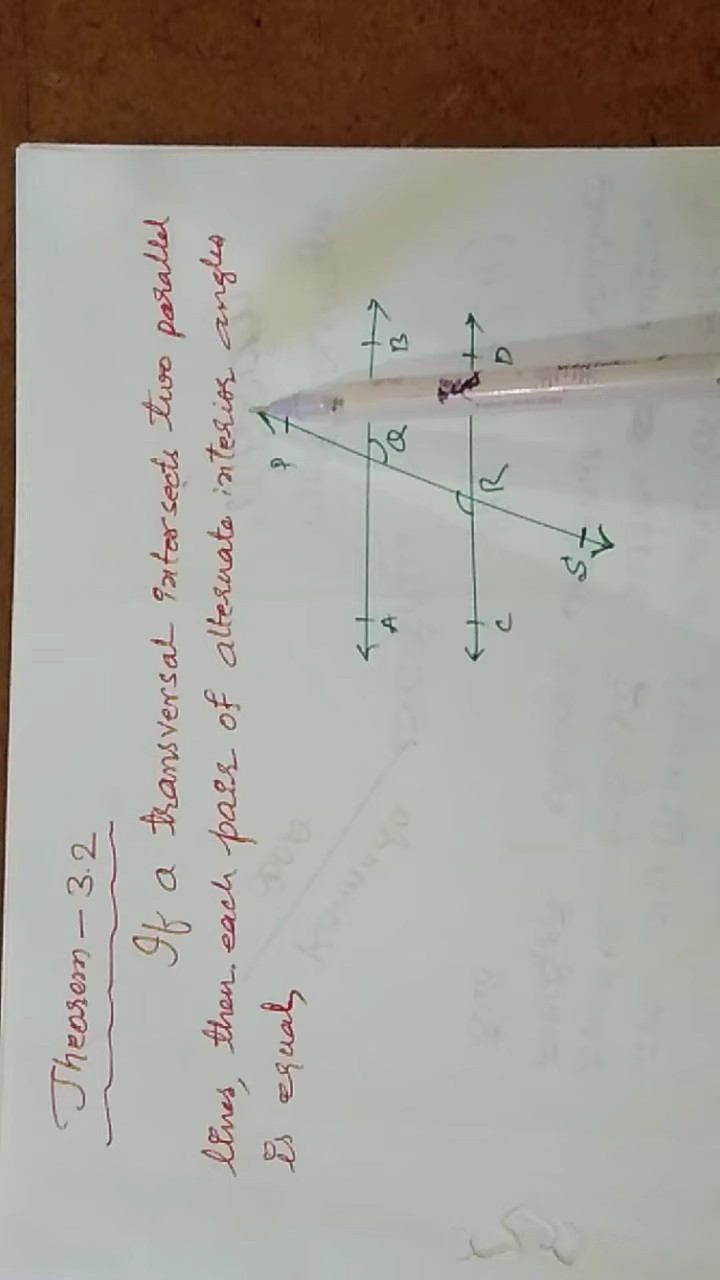 Theorem - 3.2
If a transversal intersects two parallel
lines, then each pair of alternate interior angles
is equal,
P
Q
A
B
R
C
D
S